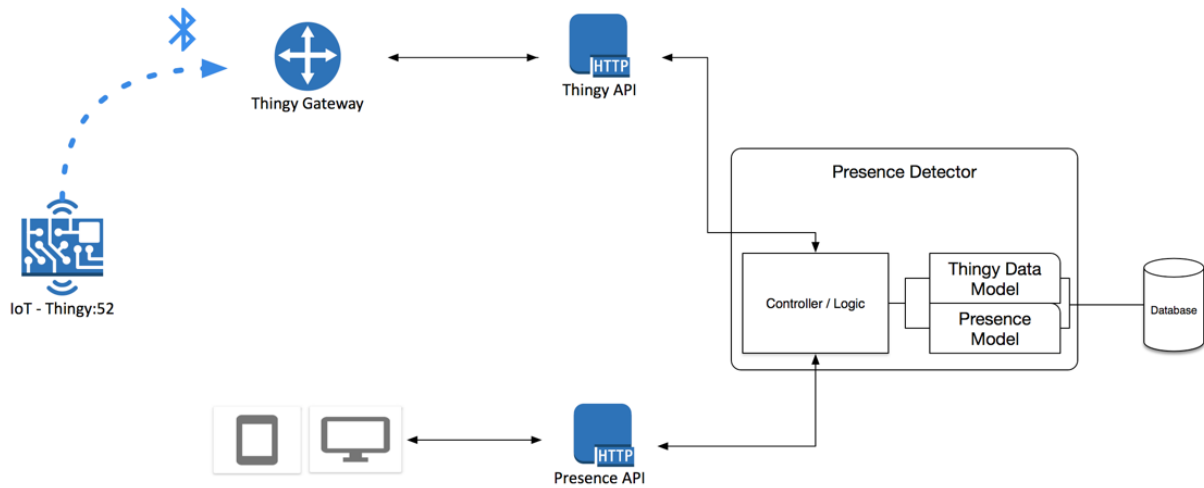 HTTP
Thingy Gateway
Thingy API
Presence Detector
IoT - Thingy:52
Controller / Logic
Thingy Data
Model
Presence
Model
Database
HTTP
Presence API